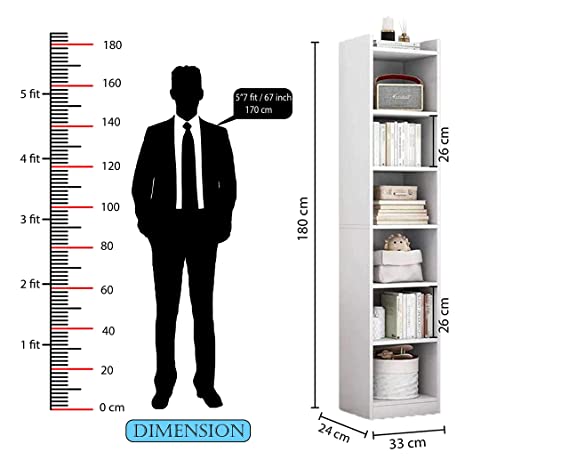 180
160
140
120
100
80
60
40
20
0 cm
5 fit
4 fit
3 fit
2 fit
1 fit
5"7 fit / 67 inch
170 cm
DIMENSION
180 cm
26 cm
26 cm
24 cm
33 cm